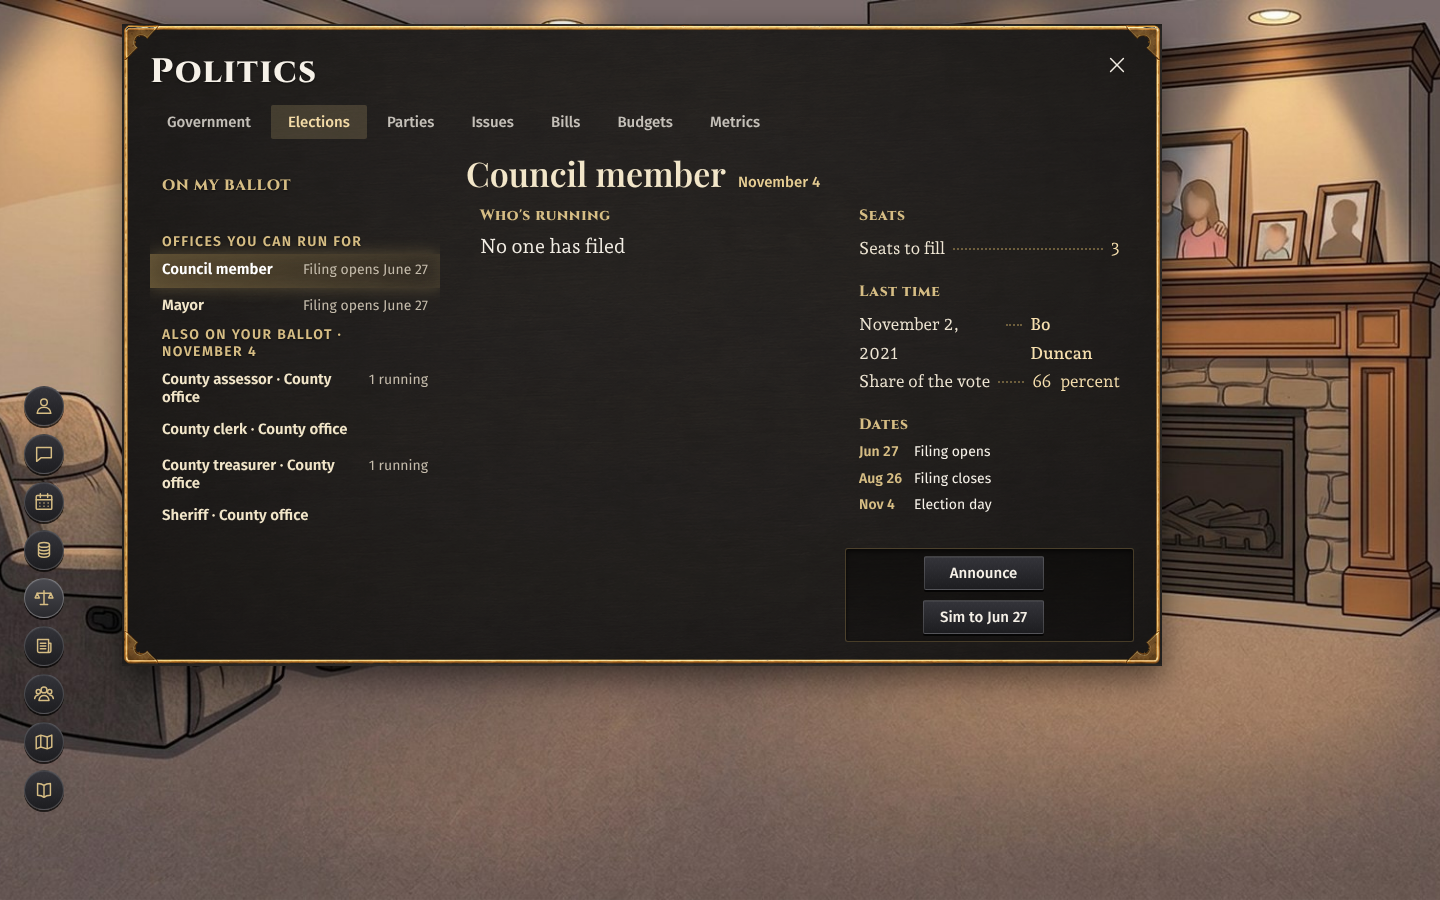 Politics
Government Elections Parties Issues Bills Budgets Metrics
On my ballot
OFFICES YOU CAN RUN FOR
Council member Filing opens June 27
Mayor Filing opens June 27
ALSO ON YOUR BALLOT ·
NOVEMBER 4
County assessor · County
office
1 running
County clerk · County office
County treasurer · County
office
1 running
Sheriff · County office
Council member November 4
Who's running
No one has filed
Seats
Seats to fill 3
Last time
November 2,
2021
Bo
Duncan
Share of the vote 66 percent
Dates
Jun 27 Filing opens
Aug 26 Filing closes
Nov 4 Election day
Announce
Sim to Jun 27